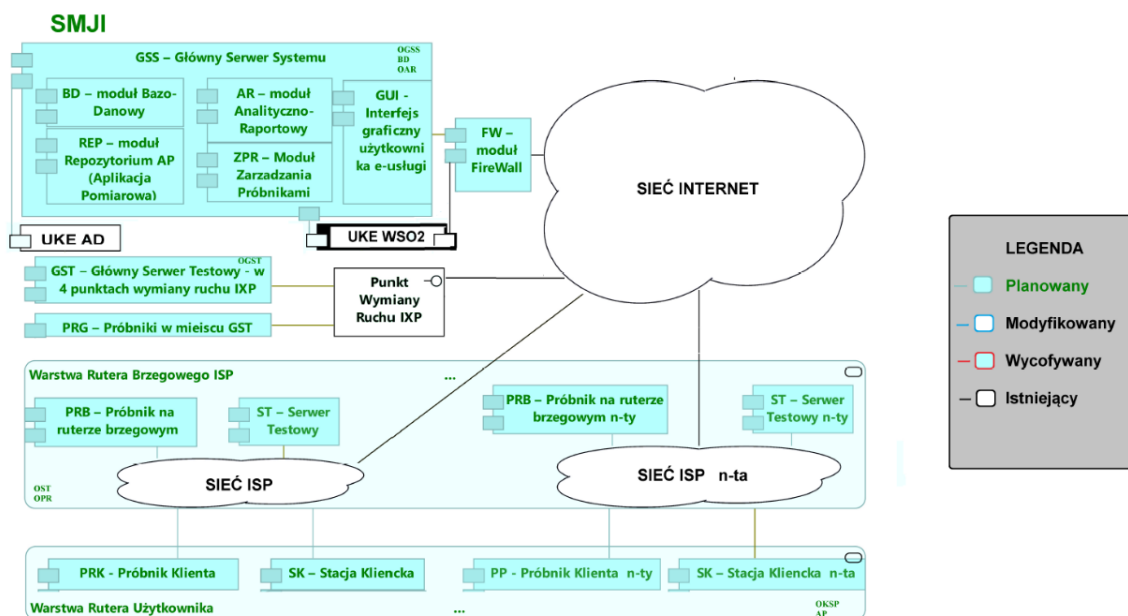 SMJI
GSS – Główny Serwer Systemu
OGSS
BD
OAR
BD – moduł Bazo-
Danowy
AR – moduł
Analityczno-
Raportowy
GUI -
Interfejs
graficzny
użytkowni
ka e-usługi
REP – moduł
Repozytorium AP
(Aplikacja
Pomiarowa)
ZPR – Moduł
Zarzadzania
Próbnikami
FW –
moduł
FireWall
SIEĆ INTERNET
UKE AD
UKE WSO2
OGST
GST – Główny Serwer Testowy - w
4 punktach wymiany ruchu IXP
PRG – Próbniki w mieiscu GST
Punkt
Wymiany
Ruchu IXP
LEGENDA
Planowany
Modyfikowany
Wycofywany
Istniejący
Warstwa Rutera Brzegowego ISP
...
PRB – Próbnik na
ruterze brzegowym
ST – Serwer
Testowy
PRB – Próbnik na ruterze
brzegowym n-ty
ST – Serwer
Testowy n-ty
SIEĆ ISP
SIEĆ ISP n-ta
OST
OPR
PRK - Próbnik Klienta
SK – Stacja Kliencka
PP - Próbnik Klienta n-ty
SK – Stacja Kliencka n-ta
Warstwa Rutera Użytkownika
...
OKSP
AP